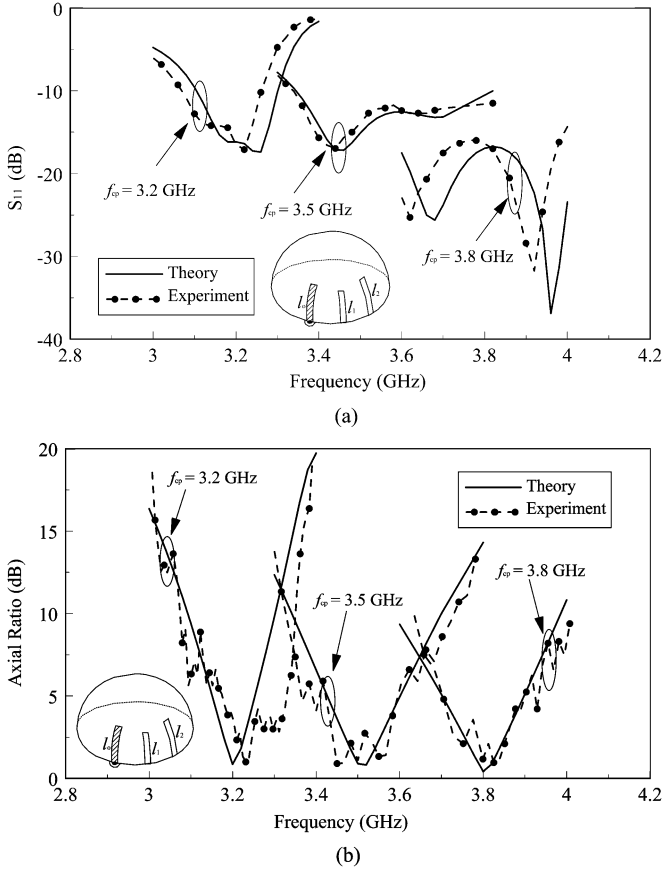 0
-10
-20
-30
-40
S11 (dB)
fcp = 3.2 GHz
fcp = 3.5 GHz
fcp = 3.8 GHz
Theory
Experiment
lo
l1
l2
2.8 3 3.2 3.4 3.6 3.8 4 4.2
Frequency (GHz)
(a)
20
15
10
5
0
Axial Ratio (dB)
fcp = 3.2 GHz
fcp = 3.5 GHz
fcp = 3.8 GHz
Theory
Experiment
lo
l1
l2
2.8 3 3.2 3.4 3.6 3.8 4 4.2
Frequency (GHz)
(b)